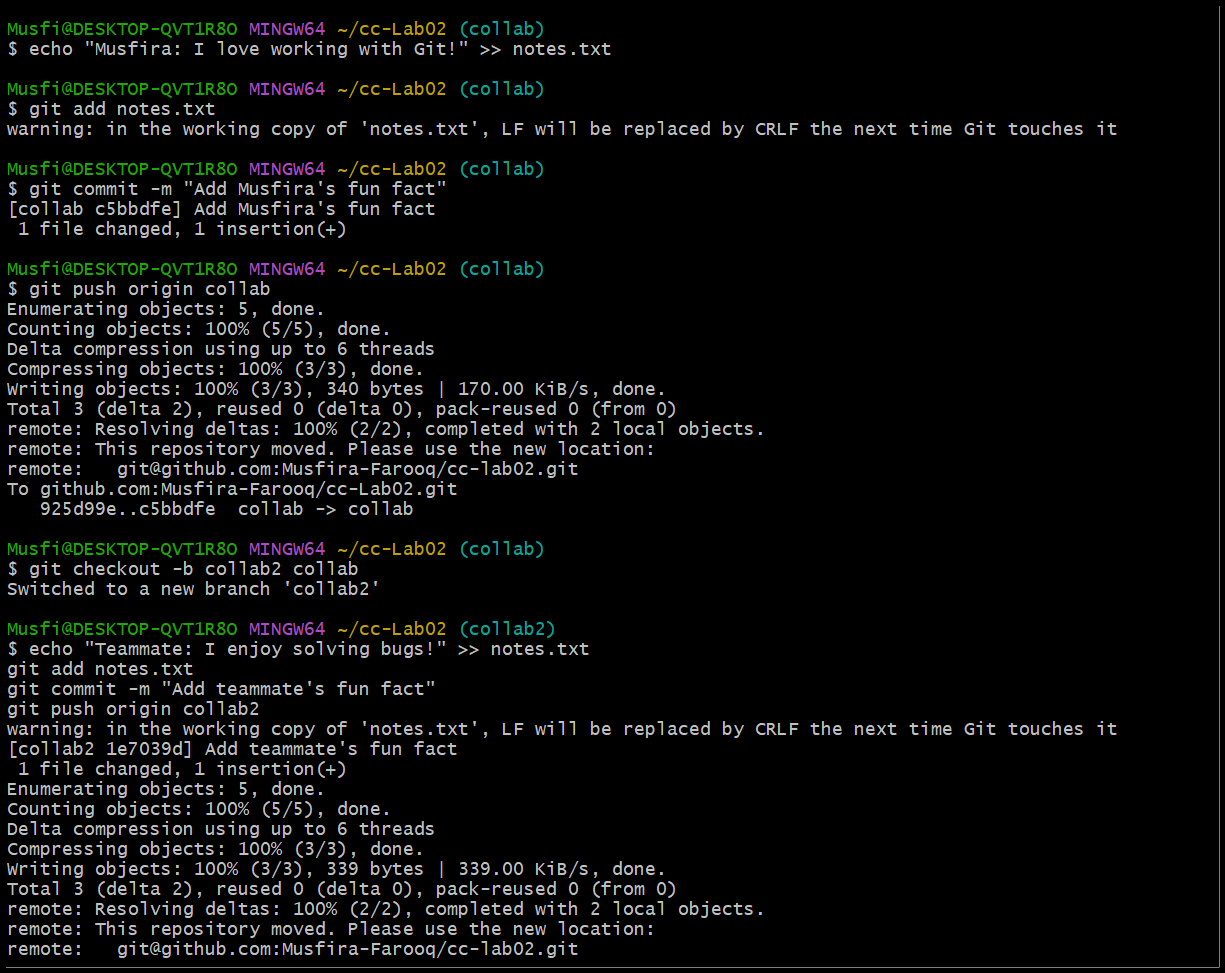 Musfi@DESKTOP-QVT1R8O MINGW64 ~/cc-Lab02 (collab)
$ echo "Musfira: I love working with Git!" >> notes.txt
Musfi@DESKTOP-QVT1R8O MINGW64 ~/cc-Lab02 (collab)
$ git add notes.txt
warning: in the working copy of 'notes.txt', LF will be replaced by CRLF the next time Git touches it
Musfi@DESKTOP-QVT1R8O MINGW64 ~/cc-Lab02 (collab)
$ git commit -m "Add Musfira's fun fact"
[collab c5bbdfe] Add Musfira's fun fact
 1 file changed, 1 insertion(+)
Musfi@DESKTOP-QVT1R8O MINGW64 ~/cc-Lab02 (collab)
$ git push origin collab
Enumerating objects: 5, done.
Counting objects: 100% (5/5), done.
Delta compression using up to 6 threads
Compressing objects: 100% (3/3), done.
Writing objects: 100% (3/3), 340 bytes | 170.00 KiB/s, done.
Total 3 (delta 2), reused 0 (delta 0), pack-reused 0 (from 0)
remote: Resolving deltas: 100% (2/2), completed with 2 local objects.
remote: This repository moved. Please use the new location:
remote:   git@github.com:Musfira-Farooq/cc-lab02.git
To github.com:Musfira-Farooq/cc-Lab02.git
   925d99e..c5bbdfe  collab -> collab
Musfi@DESKTOP-QVT1R8O MINGW64 ~/cc-Lab02 (collab)
$ git checkout -b collab2 collab
Switched to a new branch 'collab2'
Musfi@DESKTOP-QVT1R8O MINGW64 ~/cc-Lab02 (collab2)
$ echo "Teammate: I enjoy solving bugs!" >> notes.txt
git add notes.txt
git commit -m "Add teammate's fun fact"
git push origin collab2
warning: in the working copy of 'notes.txt', LF will be replaced by CRLF the next time Git touches it
[collab2 1e7039d] Add teammate's fun fact
 1 file changed, 1 insertion(+)
Enumerating objects: 5, done.
Counting objects: 100% (5/5), done.
Delta compression using up to 6 threads
Compressing objects: 100% (3/3), done.
Writing objects: 100% (3/3), 339 bytes | 339.00 KiB/s, done.
Total 3 (delta 2), reused 0 (delta 0), pack-reused 0 (from 0)
remote: Resolving deltas: 100% (2/2), completed with 2 local objects.
remote: This repository moved. Please use the new location:
remote:   git@github.com:Musfira-Farooq/cc-lab02.git